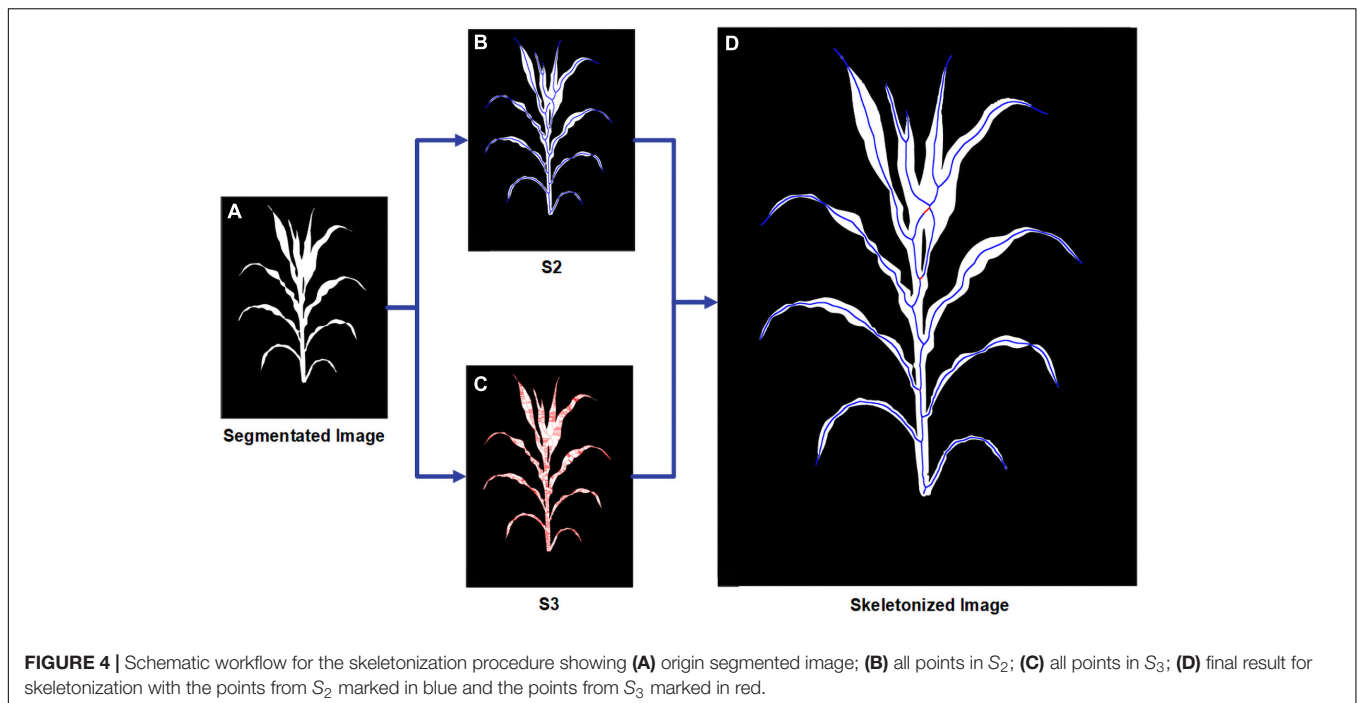 A
Segmentated Image
B
S2
C
S3
D
Skeletonized Image
FIGURE 4 | Schematic workflow for the skeletonization procedure showing (A) origin segmented image; (B) all points in S2; (C) all points in S3; (D) final result for
skeletonization with the points from S2 marked in blue and the points from S3 marked in red.